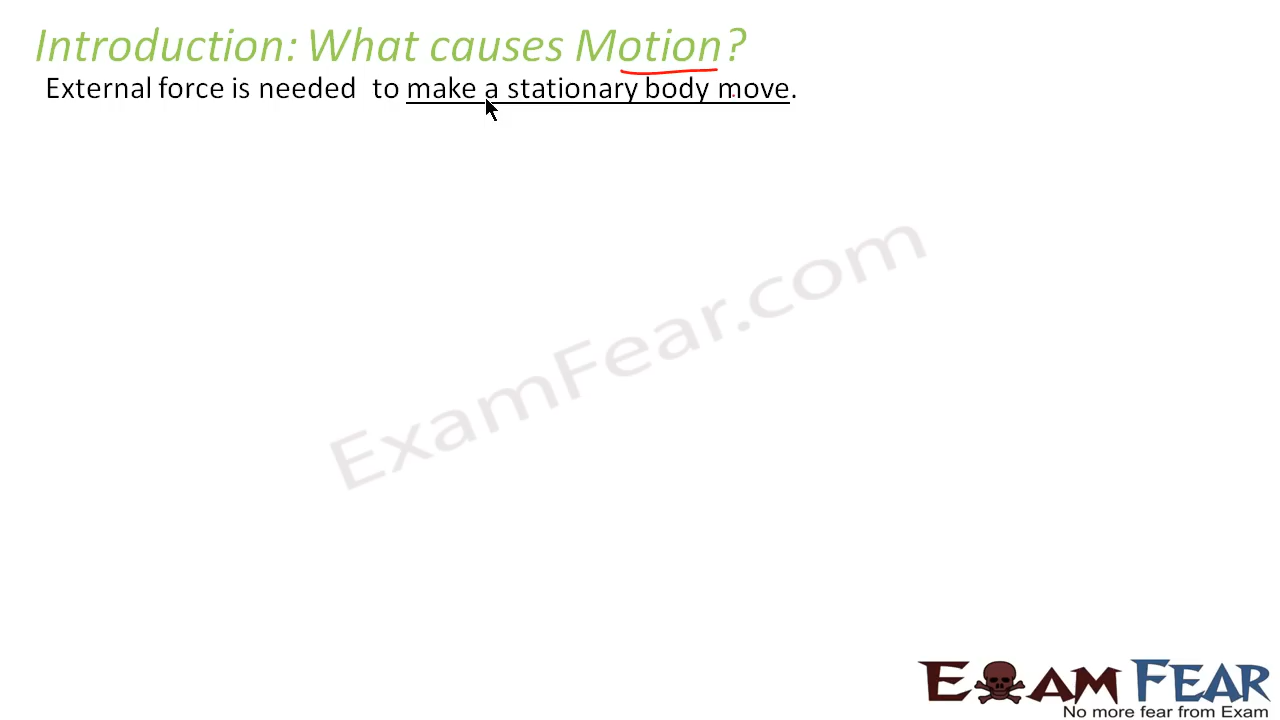 Introduction: What causes Motion?
External force is needed to make a stationary body move.
ExamFear.com
EXAM FEAR
No more fear from Exam